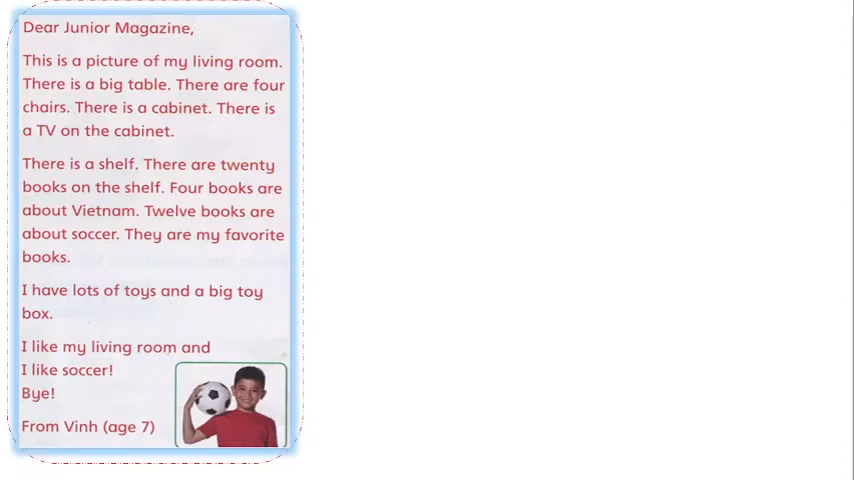 Dear Junior Magazine,
This is a picture of my living room.
There is a big table. There are four
chairs. There is a cabinet. There is
a TV on the cabinet.
There is a shelf. There are twenty
books on the shelf. Four books are
about Vietnam. Twelve books are
about soccer. They are my favorite
books.
I have lots of toys and a big toy
box.
I like my living room and
I like soccer!
Bye!
From Vinh (age 7)